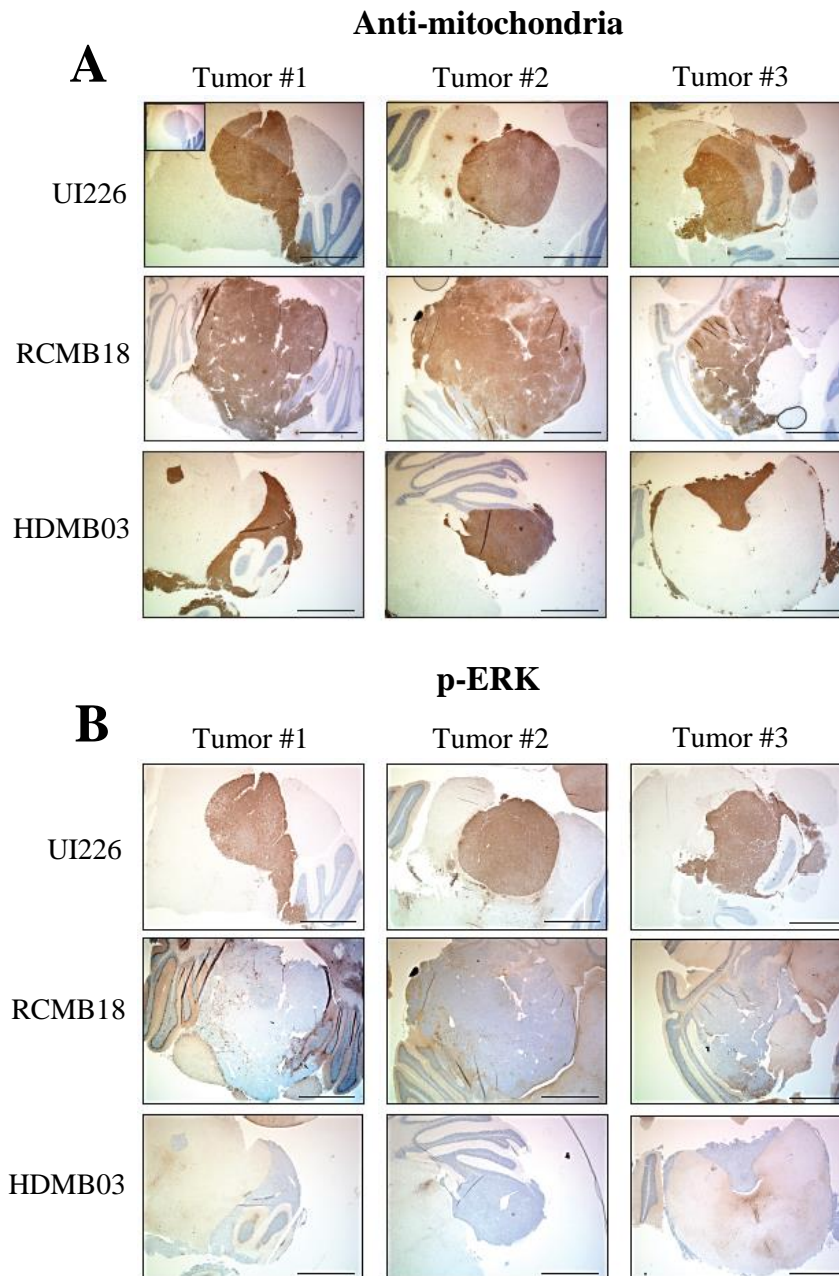 Anti-mitochondria
A
Tumor #1 Tumor #2 Tumor #3
UI226
RCMB18
HDMB03
p-ERK
B
Tumor #1 Tumor #2 Tumor #3
UI226
RCMB18
HDMB03